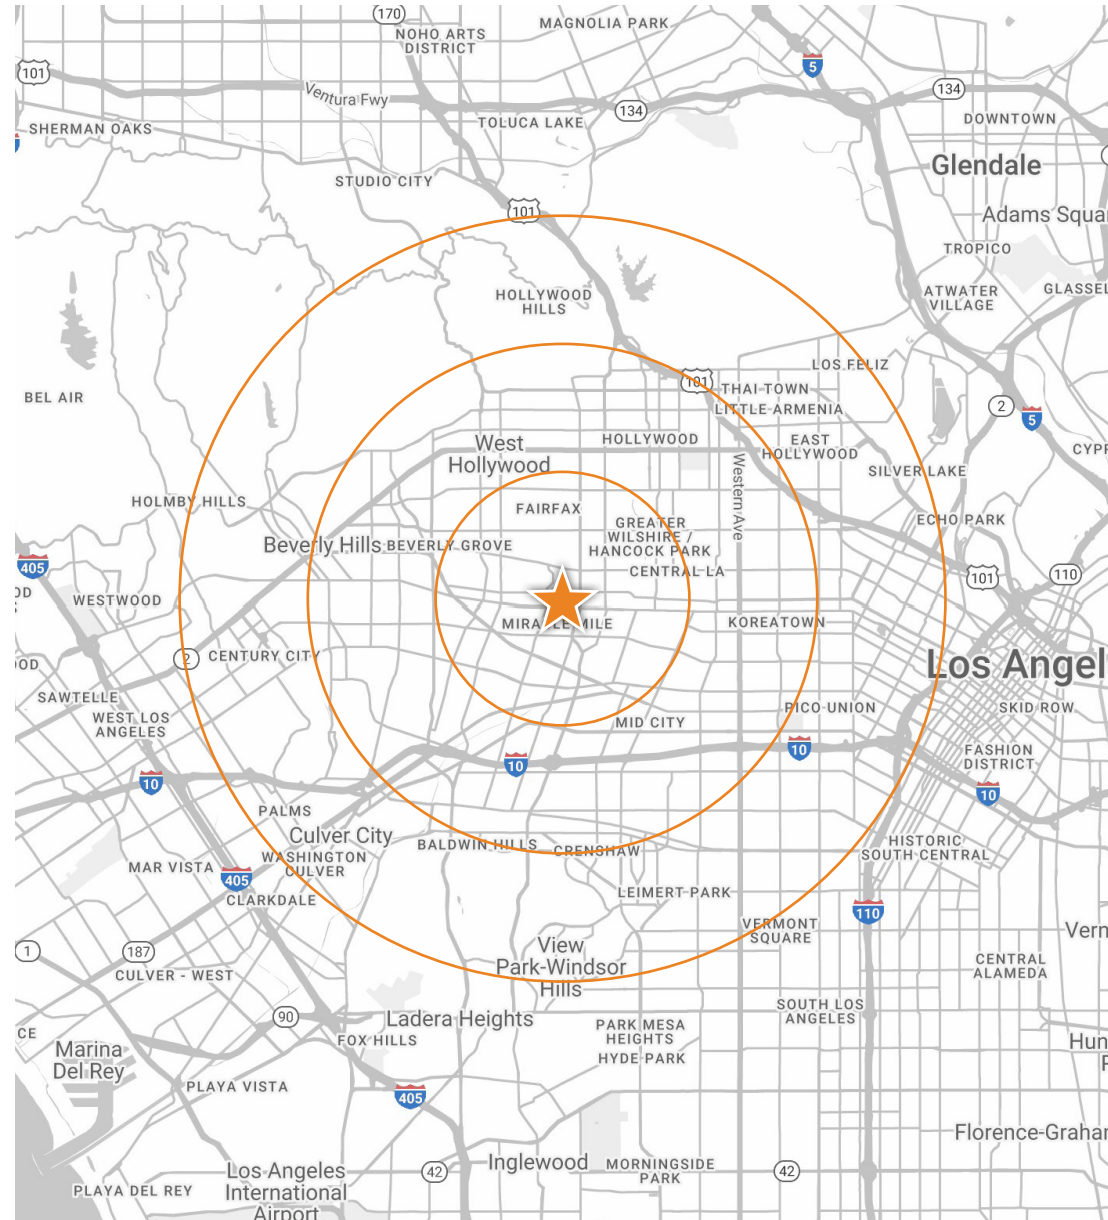 170
MAGNOLIA PARK
NOHO ARTS
DISTRICT
5
101
Ventura Fwy
134
134
TOLUCA LAKE
DOWNTOWN
SHERMAN OAKS
Glendale
STUDIO CITY
101
Adams Squa
TROPICO
HOLLYWOOD
HILLS
ATWATER
VILLAGE
GLASSEL
LOS FELIZ
101
THAI TOWN
BEL AIR
LITTLE ARMENIA
2
5
West
Hollywood
HOLLYWOOD
EAST
HOLLYWOOD
CYP
SILVER LAKE
Western Ave
HOLMBY HILLS
FAIRFAX
GREATER
WILSHIRE /
HANCOCK PARK
ECHO PARK
Beverly Hills
BEVERLY GROVE
405
CENTRAL LA
101
110
OD
S
WESTWOOD
MIRACLE MILE
KOREATOWN
OOD
2
CENTURY CITY
Los Angel
SAWTELLE
WEST LOS
ANGELES
MID CITY
PICO UNION
SKID ROW
10
10
10
FASHION
DISTRICT
10
PALMS
Culver City
BALDWIN HILLS
CRENSHAW
HISTORIC
SOUTH CENTRAL
MAR VISTA
WASHINGTON
CULVER
405
CLARKDALE
LEIMERT PARK
110
VERMONT
SQUARE
Vern
1
187
View
Park-Windsor
Hills
CULVER - WEST
CENTRAL
ALAMEDA
90
Ladera Heights
SOUTH LOS
ANGELES
CE
FOX HILLS
PARK MESA
HEIGHTS
Marina
Del Rey
HYDE PARK
Hun
PLAYA VISTA
405
Florence-Graha
42
Inglewood
MORNINGSIDE
PARK
42
Los Angeles
International
Airport
PLAYA DEL REY